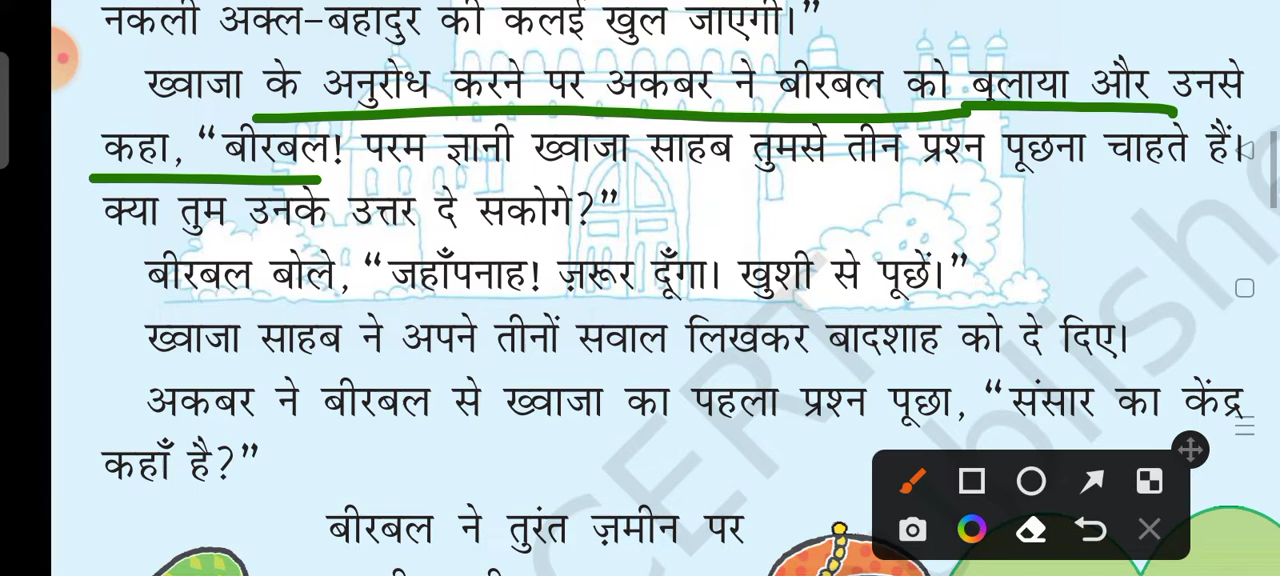 नकली अक्ल-बहादुर की कलई खुल जाएगी।”
ख्वाजा के अनुरोध करने पर अकबर ने बीरबल को बुलाया और उनसे
कहा, “बीरबल! परम ज्ञानी ख्वाजा साहब तुमसे तीन प्रश्न पूछना चाहते हैं।
क्या तुम उनके उत्तर दे सकोगे?”
बीरबल बोले, “जहाँपनाह! ज़रूर दूँगा। खुशी से पूछें।”
ख्वाजा साहब ने अपने तीनों सवाल लिखकर बादशाह को दे दिए।
अकबर ने बीरबल से ख्वाजा का पहला प्रश्न पूछा, “संसार का केंद्र
कहाँ है?”
बीरबल ने तुरंत ज़मीन पर